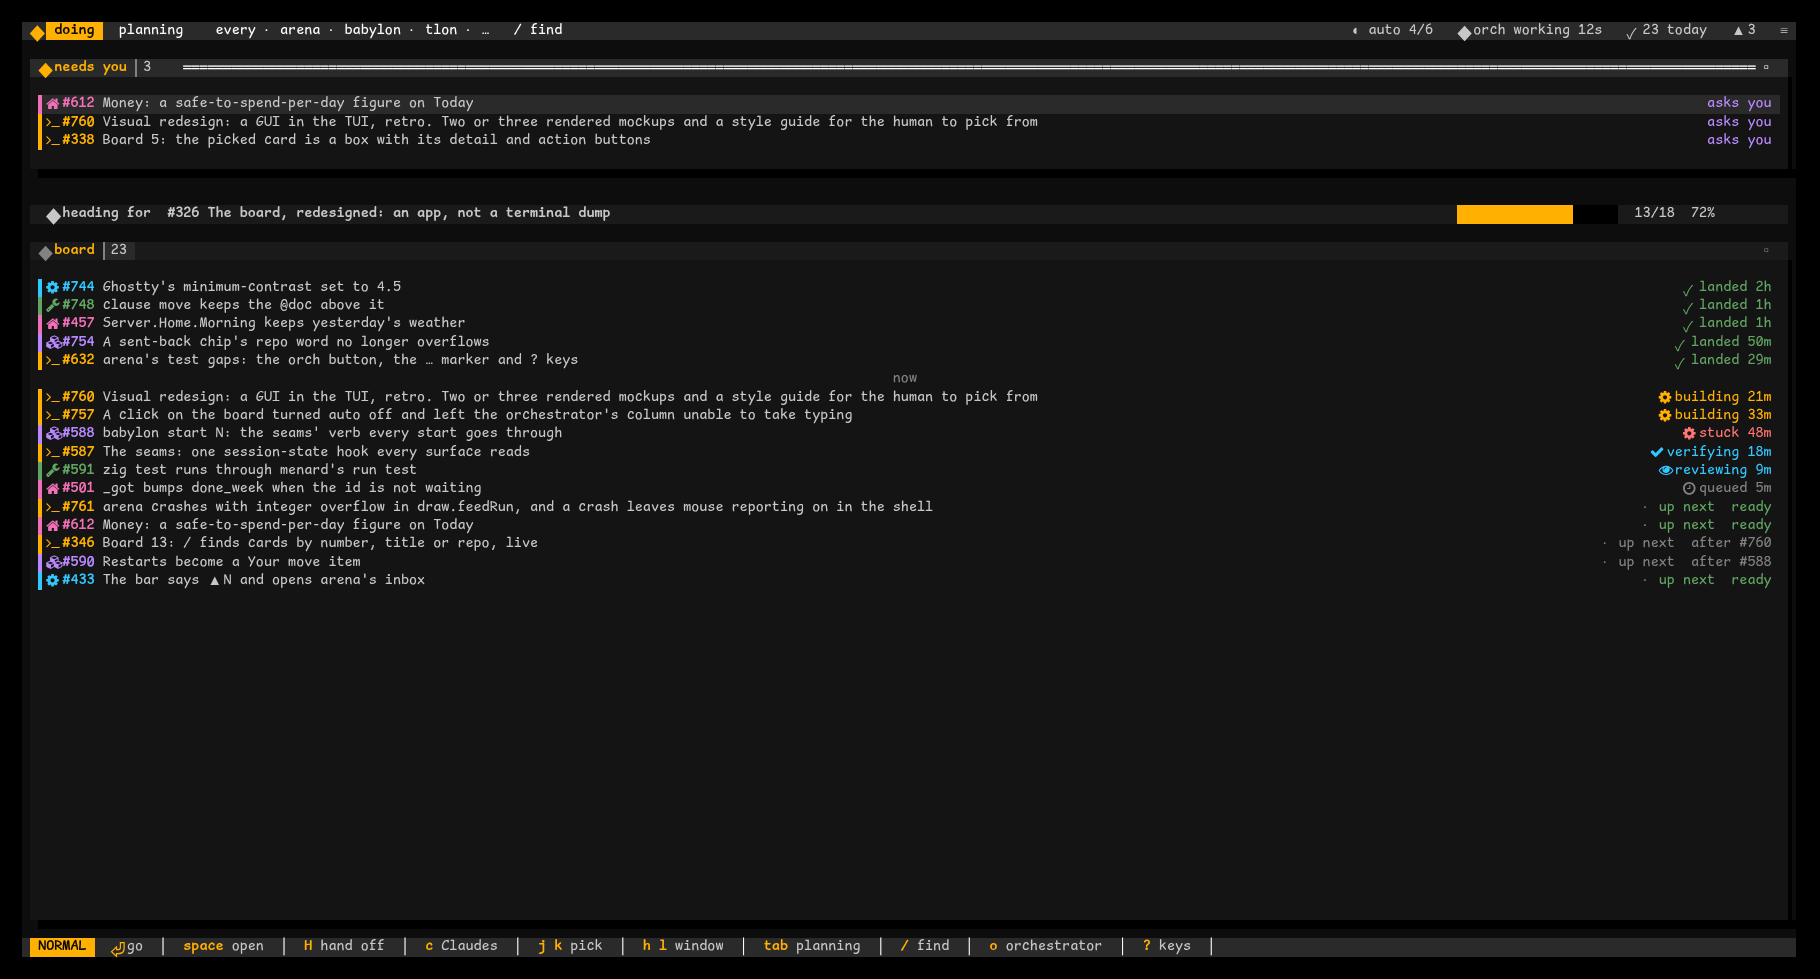 doing planning every · arena · babylon · tlon · … / find auto 4/6 orch working 12s ✓ 23 today ▲3 ≡
needs you 3
#612 Money: a safe-to-spend-per-day figure on Today asks you
>_#760 Visual redesign: a GUI in the TUI, retro. Two or three rendered mockups and a style guide for the human to pick from asks you
>_#338 Board 5: the picked card is a box with its detail and action buttons asks you
heading for #326 The board, redesigned: an app, not a terminal dump 13/18 72%
board 23
#744 Ghostty's minimum-contrast set to 4.5 ✓ landed 2h
#748 clause move keeps the @doc above it ✓ landed 1h
#457 Server.Home.Morning keeps yesterday's weather ✓ landed 1h
#754 A sent-back chip's repo word no longer overflows ✓ landed 50m
>_#632 arena's test gaps: the orch button, the … marker and ? keys ✓ landed 29m
now
>_#760 Visual redesign: a GUI in the TUI, retro. Two or three rendered mockups and a style guide for the human to pick from building 21m
>_#757 A click on the board turned auto off and left the orchestrator's column unable to take typing building 33m
#588 babylon start N: the seams' verb every start goes through stuck 48m
>_#587 The seams: one session-state hook every surface reads verifying 18m
#591 zig test runs through menard's run test reviewing 9m
#501 _got bumps done_week when the id is not waiting queued 5m
>_#761 arena crashes with integer overflow in draw.feedRun, and a crash leaves mouse reporting on in the shell · up next ready
#612 Money: a safe-to-spend-per-day figure on Today · up next ready
>_#346 Board 13: / finds cards by number, title or repo, live · up next after #760
#590 Restarts become a Your move item · up next after #588
#433 The bar says ▲N and opens arena's inbox · up next ready
NORMAL go │ space open │ H hand off │ c Claudes │ j k pick │ h l window │ tab planning │ / find │ o orchestrator │ ? keys │